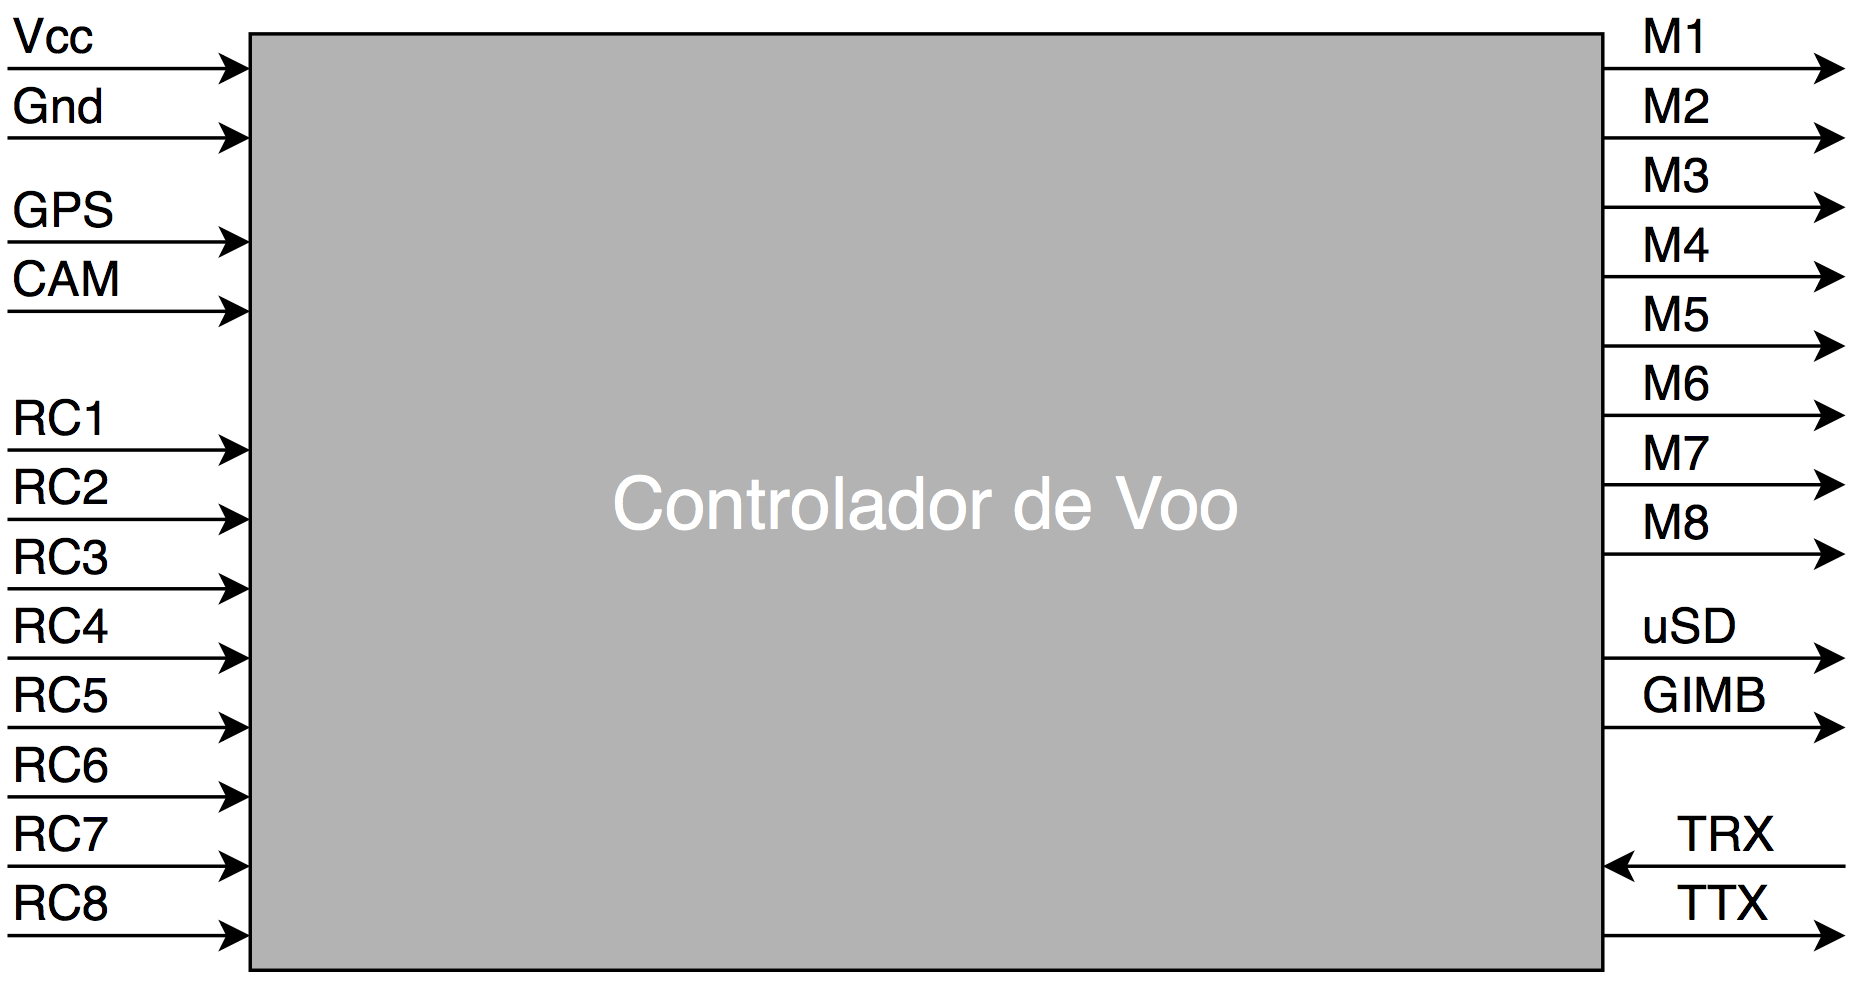 Vcc
Gnd
GPS
CAM
RC1
RC2
RC3
RC4
RC5
RC6
RC7
RC8
Controlador de Voo
M1
M2
M3
M4
M5
M6
M7
M8
uSD
GIMB
TRX
TTX